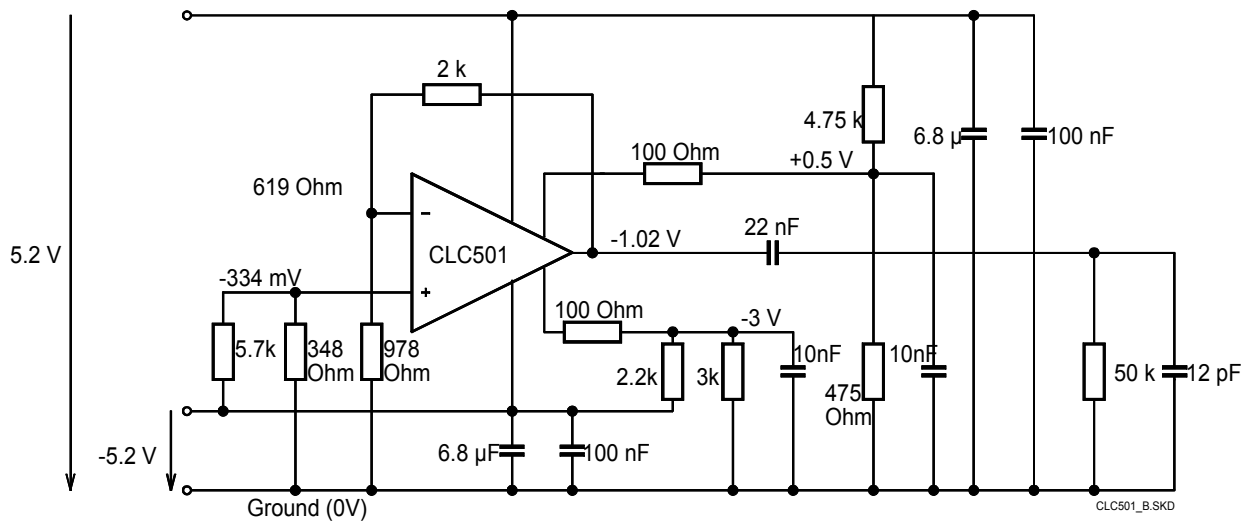 2 k
4.75 k
6.8 µ
100 nF
100 Ohm
+0.5 V
619 Ohm
−
22 nF
5.2 V
CLC501
-1.02 V
-334 mV
+
100 Ohm
-3 V
5.7k
348
Ohm
978
Ohm
2.2k
3k
10nF
10nF
475
Ohm
50 k
12 pF
-5.2 V
6.8 µF
100 nF
Ground (0V)
CLC501_B.SKD